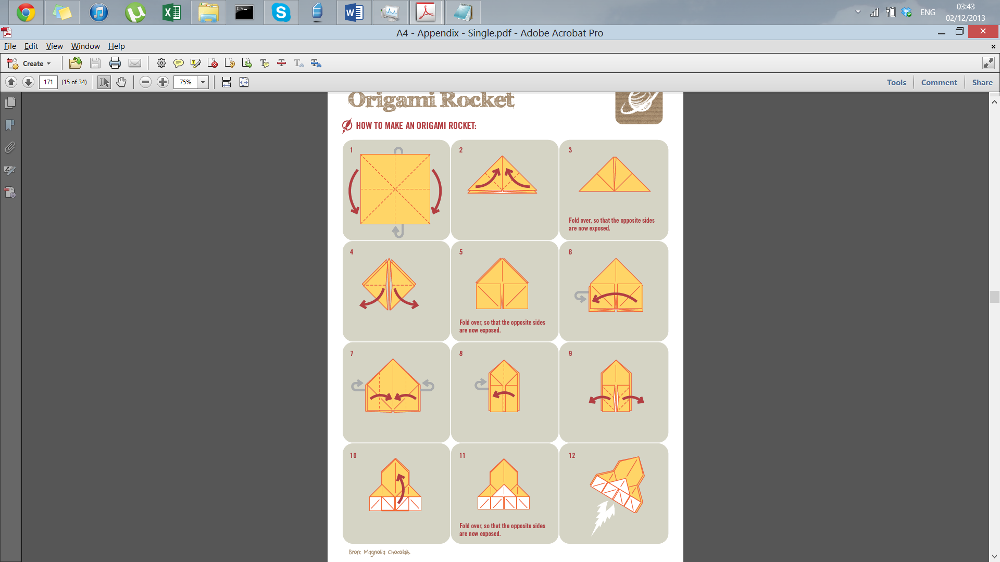 03:43
ENG
02/12/2013
A4 - Appendix - Single.pdf - Adobe Acrobat Pro
File Edit View Window Help
Create
171 (15 of 34) 75% Tools Comment Share
Origami Rocket
HOW TO MAKE AN ORIGAMI ROCKET:
1
2
3
Fold over, so that the opposite sides
are now exposed.
4
5
Fold over, so that the opposite sides
are now exposed.
6
7
8
9
10
11
Fold over, so that the opposite sides
are now exposed.
12
Bron: Magnolia Chocolait